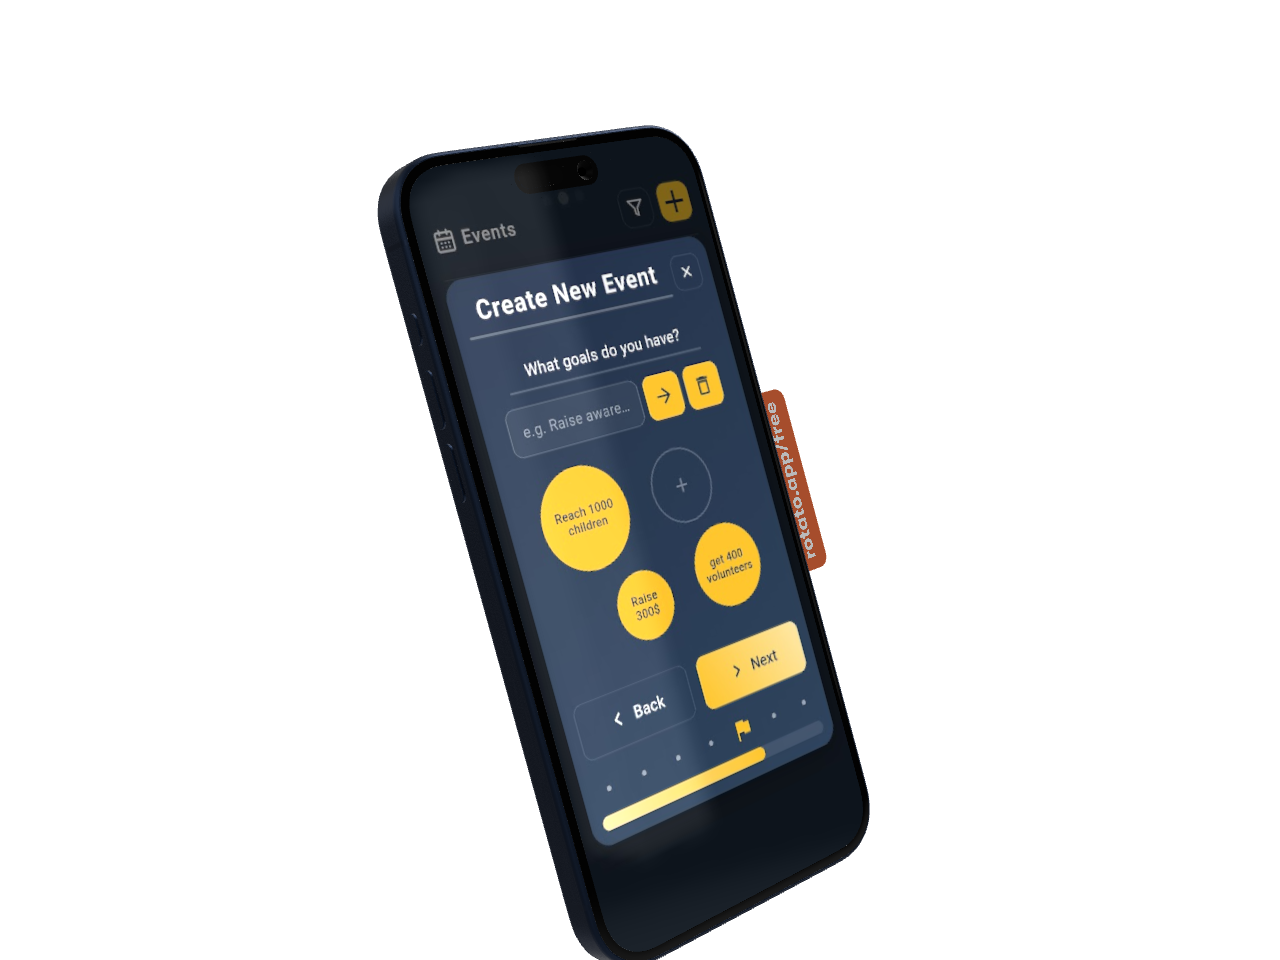 Events
Create New Event
What goals do you have?
e.g. Raise aware...
Reach 1000
children
get 400
volunteers
Raise
300$
Back
Next
rotato.app/free